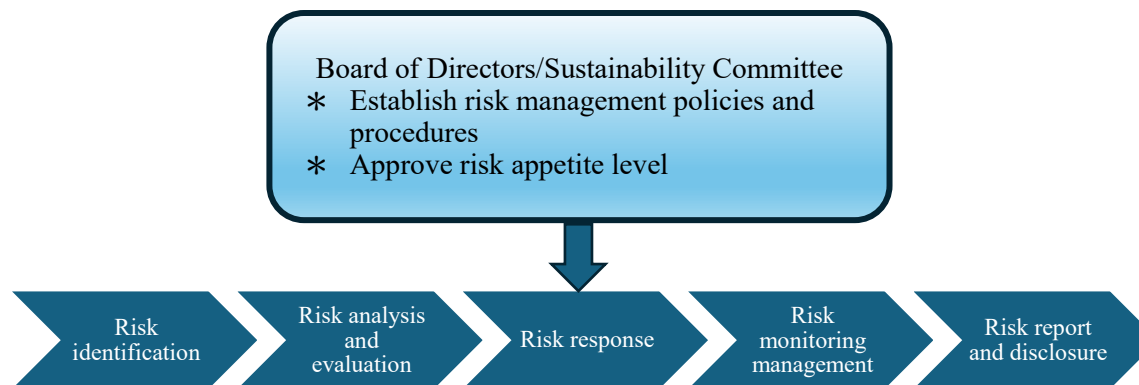 Board of Directors/Sustainability Committee
* Establish risk management policies and
procedures
* Approve risk appetite level
Risk
identification
Risk analysis
and
evaluation
Risk response
Risk
monitoring
management
Risk report
and disclosure